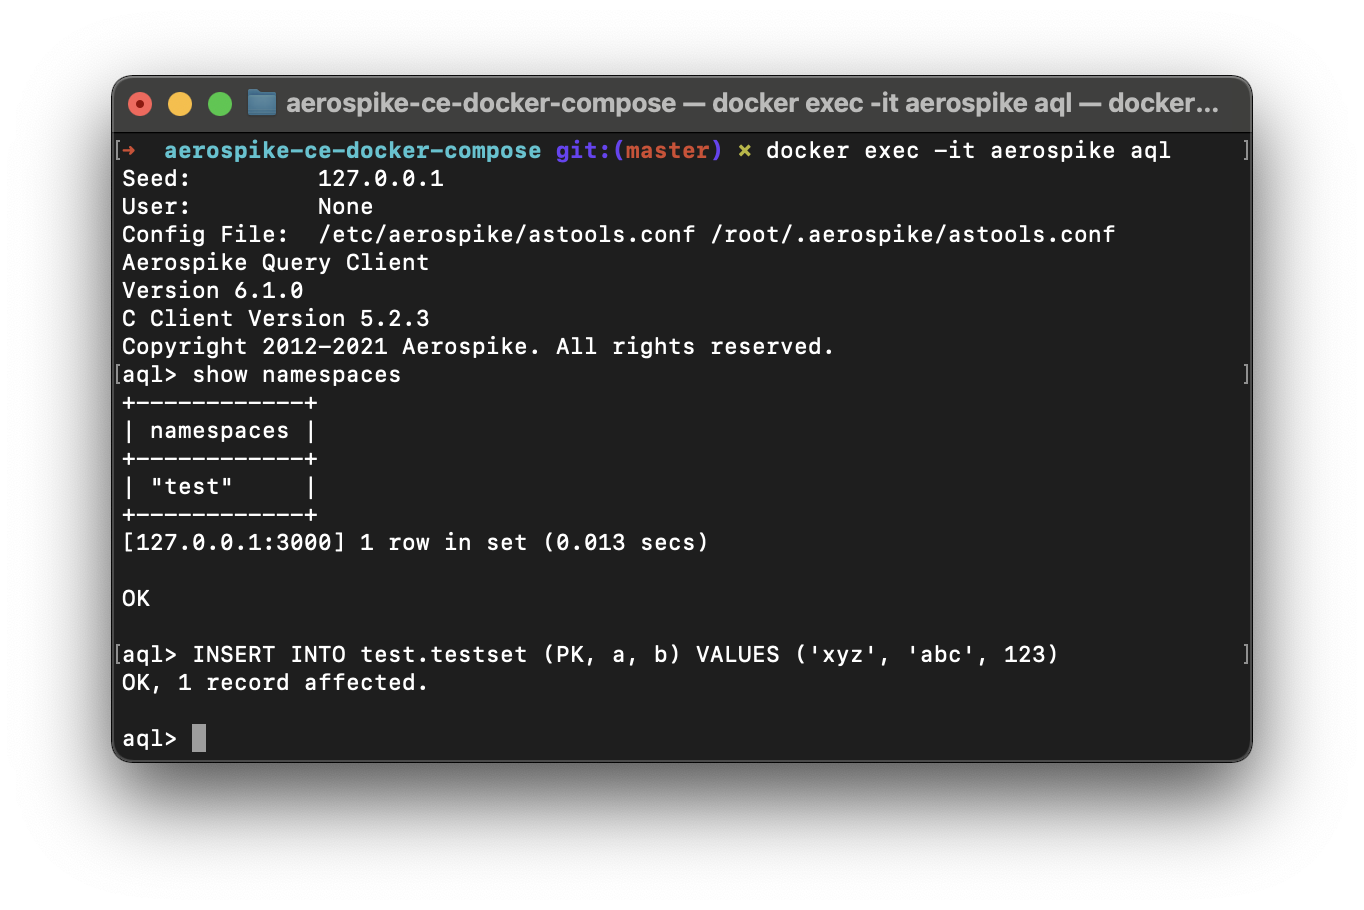 aerospike-ce-docker-compose — docker exec -it aerospike aql — docker...
[➜  aerospike-ce-docker-compose git:(master) ✗ docker exec -it aerospike aql ]
Seed:         127.0.0.1
User:         None
Config File:  /etc/aerospike/astools.conf /root/.aerospike/astools.conf
Aerospike Query Client
Version 6.1.0
C Client Version 5.2.3
Copyright 2012-2021 Aerospike. All rights reserved.
[aql> show namespaces ]
+------------+
| namespaces |
+------------+
| "test"     |
+------------+
[127.0.0.1:3000] 1 row in set (0.013 secs)
OK
[aql> INSERT INTO test.testset (PK, a, b) VALUES ('xyz', 'abc', 123) ]
OK, 1 record affected.
aql>